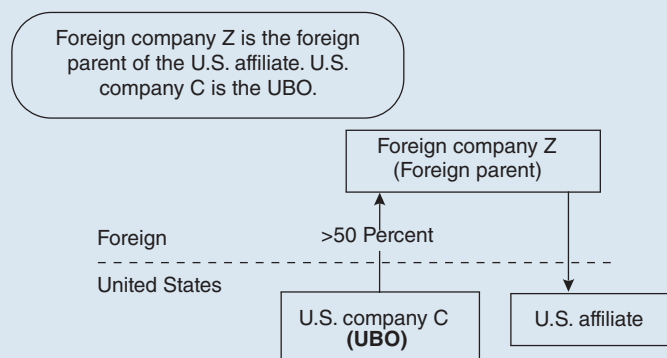 Foreign company Z is the foreign
parent of the U.S. affiliate. U.S.
company C is the UBO.
Foreign company Z
(Foreign parent)
Foreign
>50 Percent
United States
U.S. company C
(UBO)
U.S. affiliate